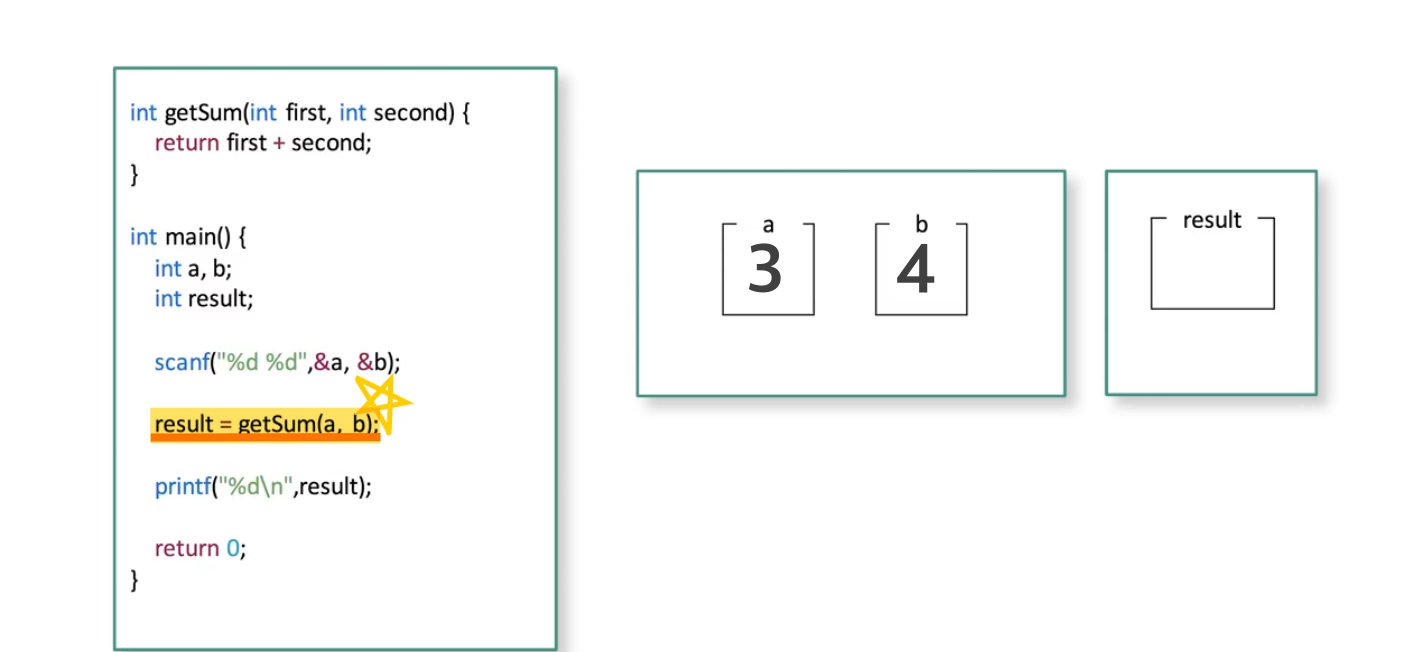 int getSum(int first, int second) {
return first + second;
}
int main() {
int a, b;
int result;
scanf("%d %d",&a, &b);
result = getSum(a, b);
printf("%d\n",result);
return 0;
}
a
3
b
4
result